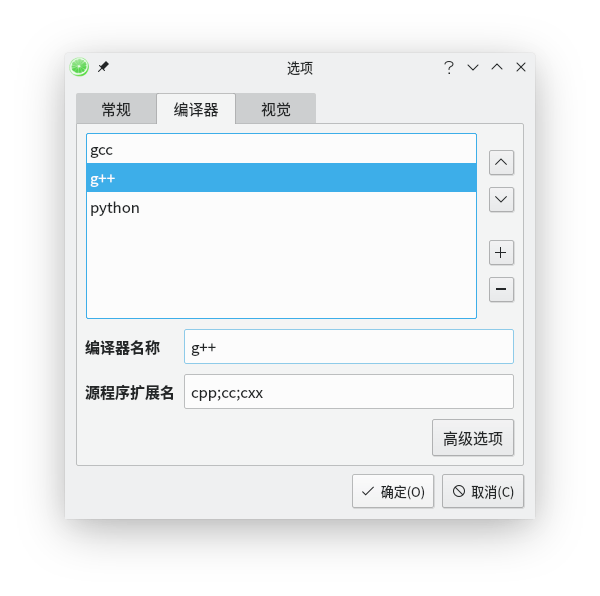 选项
常规
编译器
视觉
gcc
g++
python
编译器名称
g++
源程序扩展名
cpp;cc;cxx
高级选项
确定(O)
取消(C)